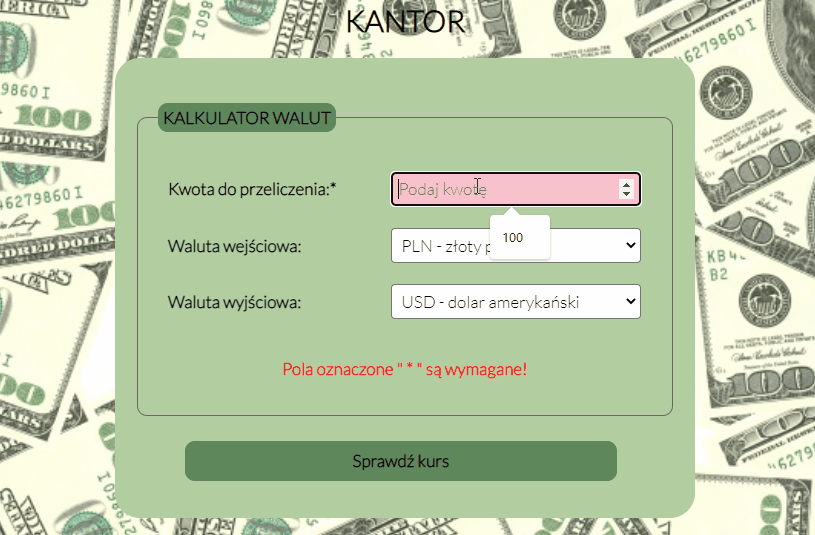 KANTOR
KALKULATOR WALUT
Kwota do przeliczenia:*
Podaj kwotę
100
Waluta wejściowa:
PLN - złoty p
Waluta wyjściowa:
USD - dolar amerykański
Pola oznaczone " * " są wymagane!
Sprawdź kurs